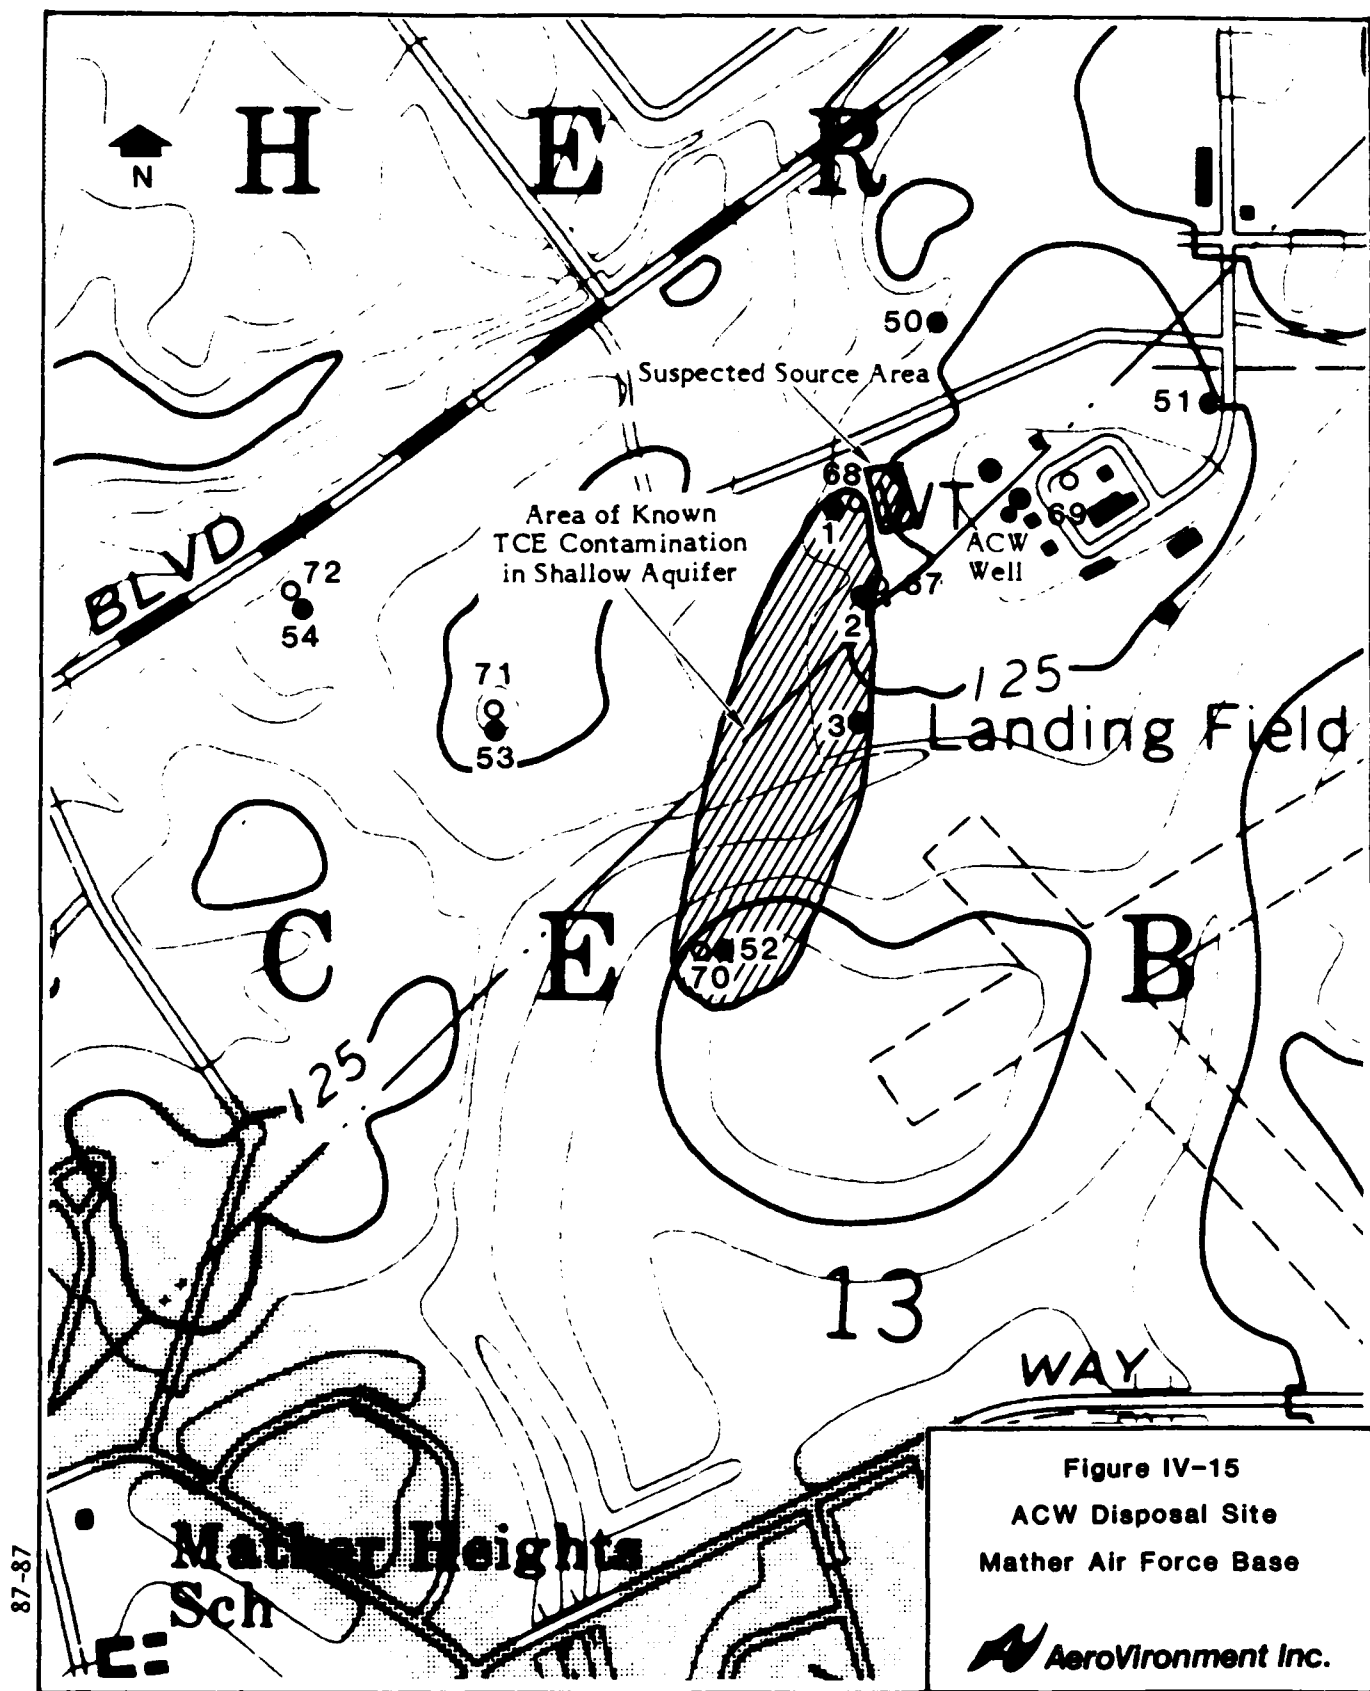 H E R
N
50
Suspected Source Area
51
68
VT
69
1
Area of Known
TCE Contamination
in Shallow Aquifer
ACW
Well
BLVD
72
54
67
2
125
71
3
Landing Field
53
C E B
52
70
125
13
WAY
Mather Heights
Sch
Figure IV-15
ACW Disposal Site
Mather Air Force Base
AeroVironment Inc.
87-87